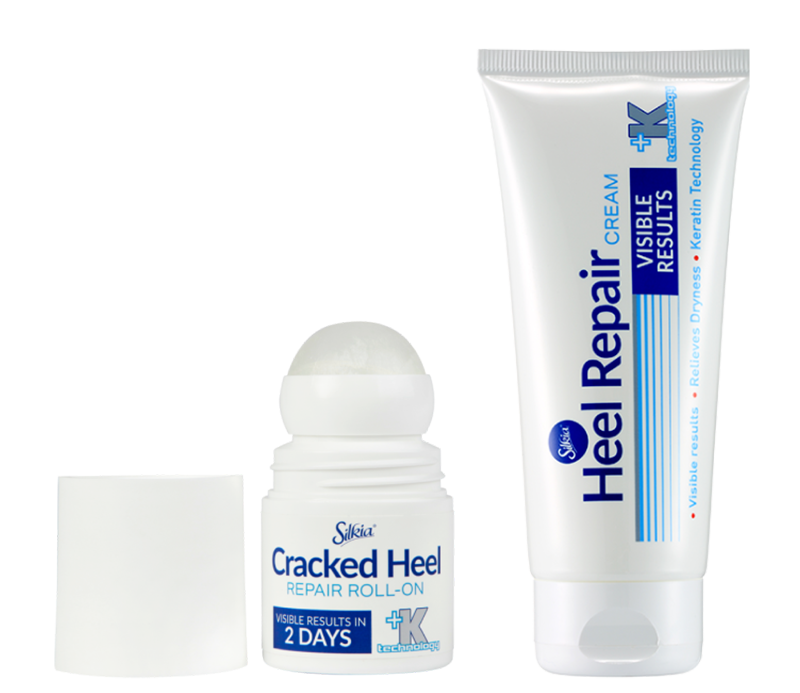 Silkia
Cracked Heel
REPAIR ROLL-ON
VISIBLE RESULTS IN
2 DAYS
+K
technology
Silkia
Heel Repair
CREAM
VISIBLE
RESULTS
+K
technology
• Visible results • Relieves Dryness • Keratin Technology